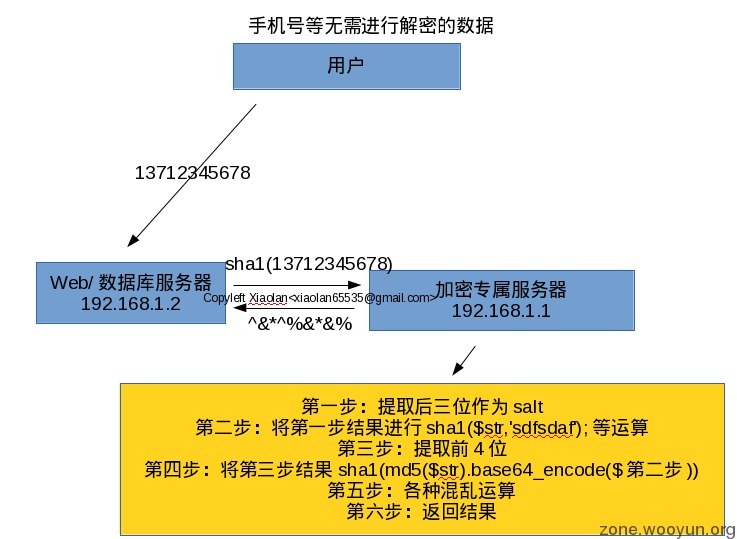 手机号等无需进行解密的数据
用户
13712345678
Web/ 数据库服务器
192.168.1.2
sha1(13712345678)
Copyleft Xiaolan<xiaolan65535@gmail.com>
^&*^%&*&%
加密专属服务器
192.168.1.1
第一步：提取后三位作为 salt
第二步：将第一步结果进行 sha1($str,'sdfsdaf'); 等运算
第三步：提取前 4 位
第四步：将第三步结果 sha1(md5($str).base64_encode($ 第二步 ))
第五步：各种混乱运算
第六步：返回结果
zone.wooyun.org